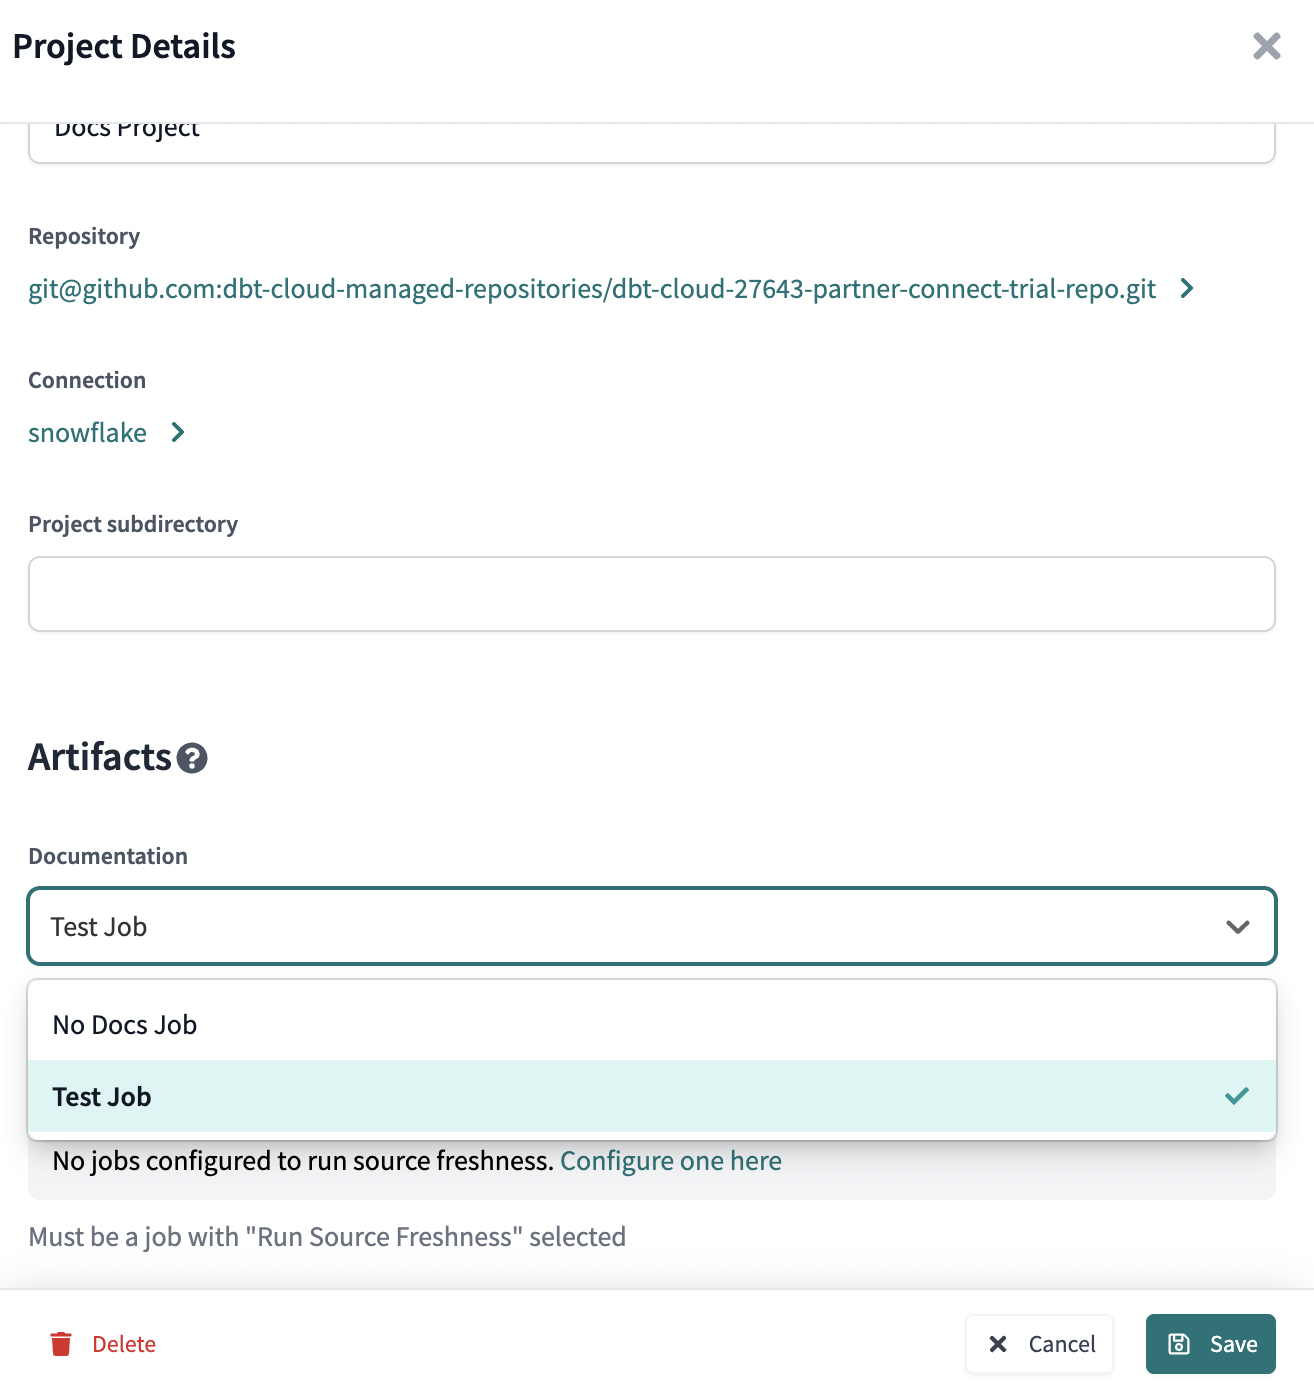 Project Details
Docs Project
Repository
git@github.com:dbt-cloud-managed-repositories/dbt-cloud-27643-partner-connect-trial-repo.git
Connection
snowflake
Project subdirectory
Artifacts
Documentation
Test Job
No Docs Job
Test Job
No jobs configured to run source freshness. Configure one here
Must be a job with "Run Source Freshness" selected
Delete
Cancel
Save